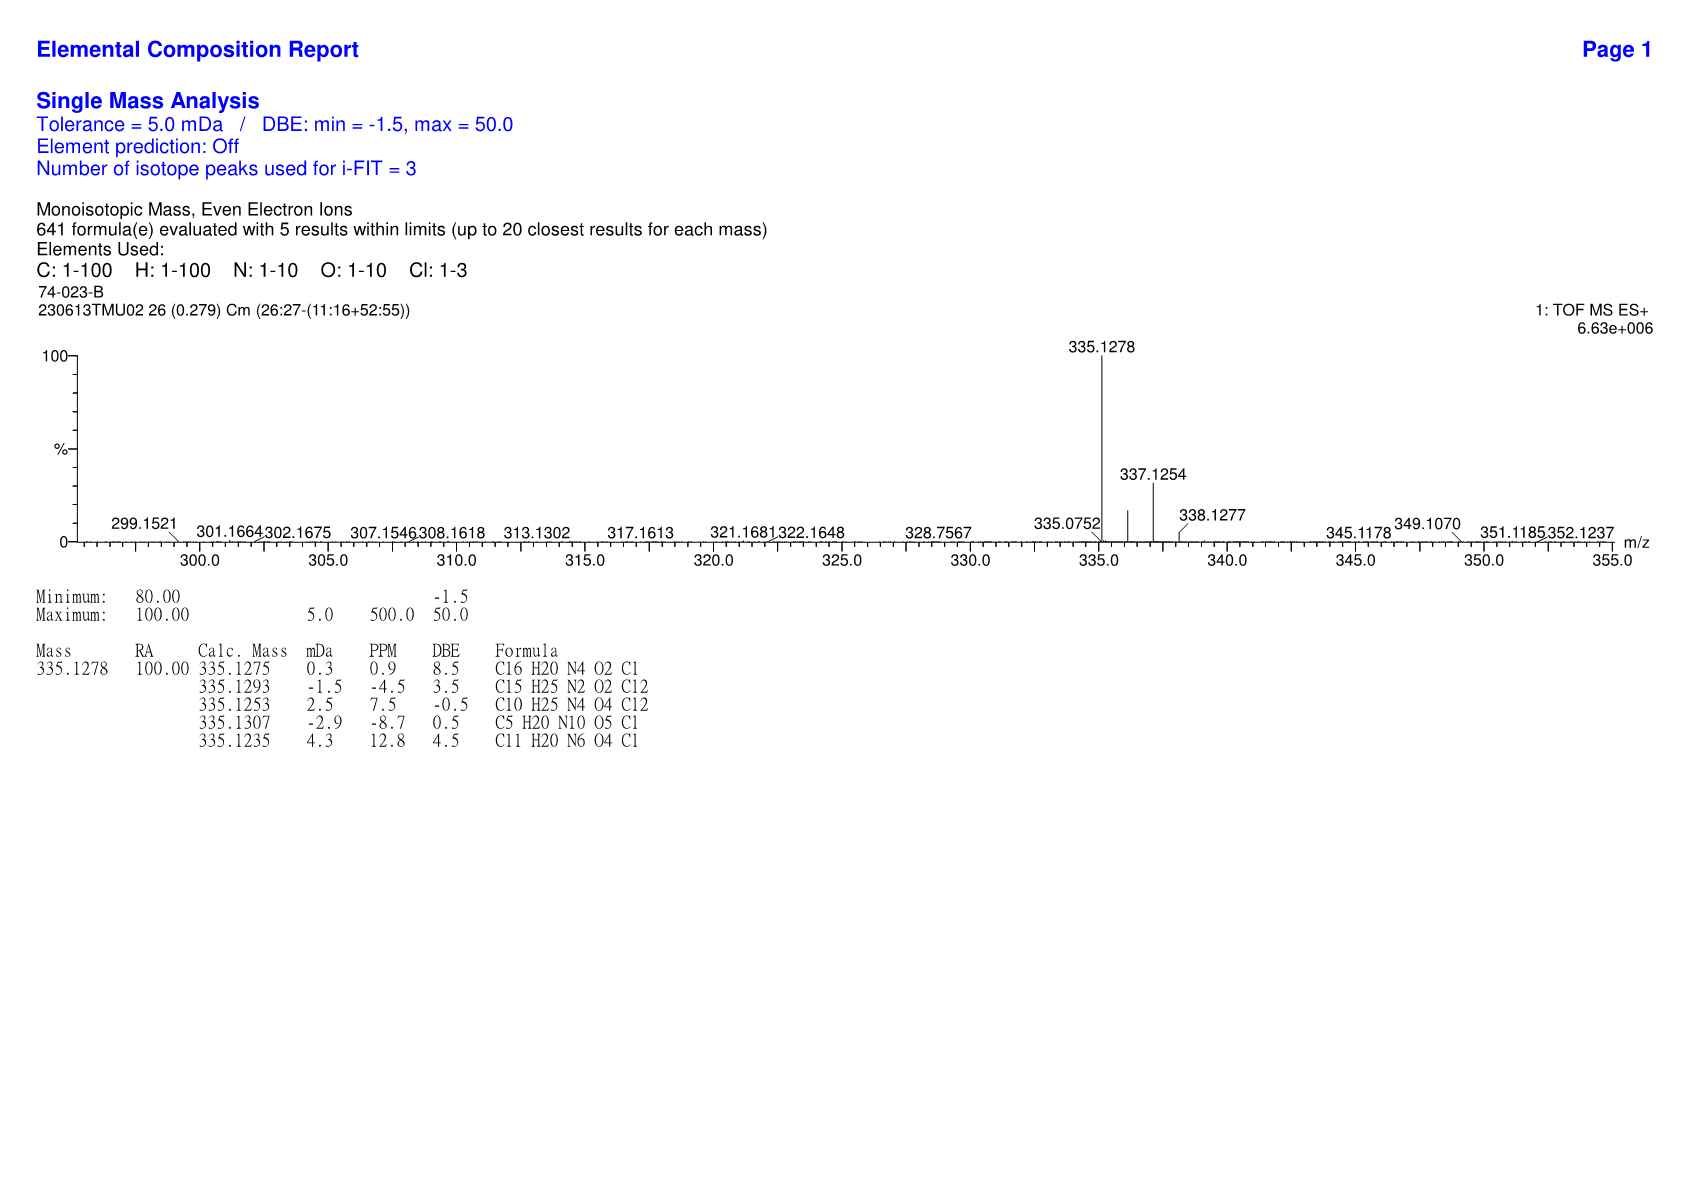 Elemental Composition Report Page 1
Single Mass Analysis
Tolerance = 5.0 mDa / DBE: min = -1.5, max = 50.0
Element prediction: Off
Number of isotope peaks used for i-FIT = 3
Monoisotopic Mass, Even Electron Ions
641 formula(e) evaluated with 5 results within limits (up to 20 closest results for each mass)
Elements Used:
C: 1-100 H: 1-100 N: 1-10 O: 1-10 Cl: 1-3
74-023-B
230613TMU02 26 (0.279) Cm (26:27-(11:16+52:55)) 1: TOF MS ES+
6.63e+006
335.1278
100
%
337.1254
299.1521 301.1664 302.1675 307.1546 308.1618 313.1302 317.1613 321.1681 322.1648 328.7567 335.0752 338.1277 345.1178 349.1070 351.1185 352.1237
0 m/z
300.0 305.0 310.0 315.0 320.0 325.0 330.0 335.0 340.0 345.0 350.0 355.0
Minimum: 80.00 -1.5
Maximum: 100.00 5.0 500.0 50.0
Mass RA Calc. Mass mDa PPM DBE Formula
335.1278 100.00 335.1275 0.3 0.9 8.5 C16 H20 N4 O2 Cl
335.1293 -1.5 -4.5 3.5 C15 H25 N2 O2 Cl2
335.1253 2.5 7.5 -0.5 C10 H25 N4 O4 Cl2
335.1307 -2.9 -8.7 0.5 C5 H20 N10 O5 Cl
335.1235 4.3 12.8 4.5 C11 H20 N6 O4 Cl